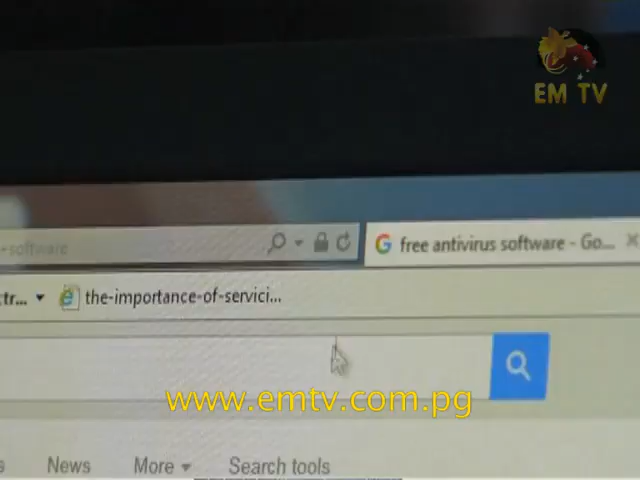 EM TV
+software
free antivirus software - Go...
tr...
the-importance-of-servici...
www.emtv.com.pg
s
News
More
Search tools